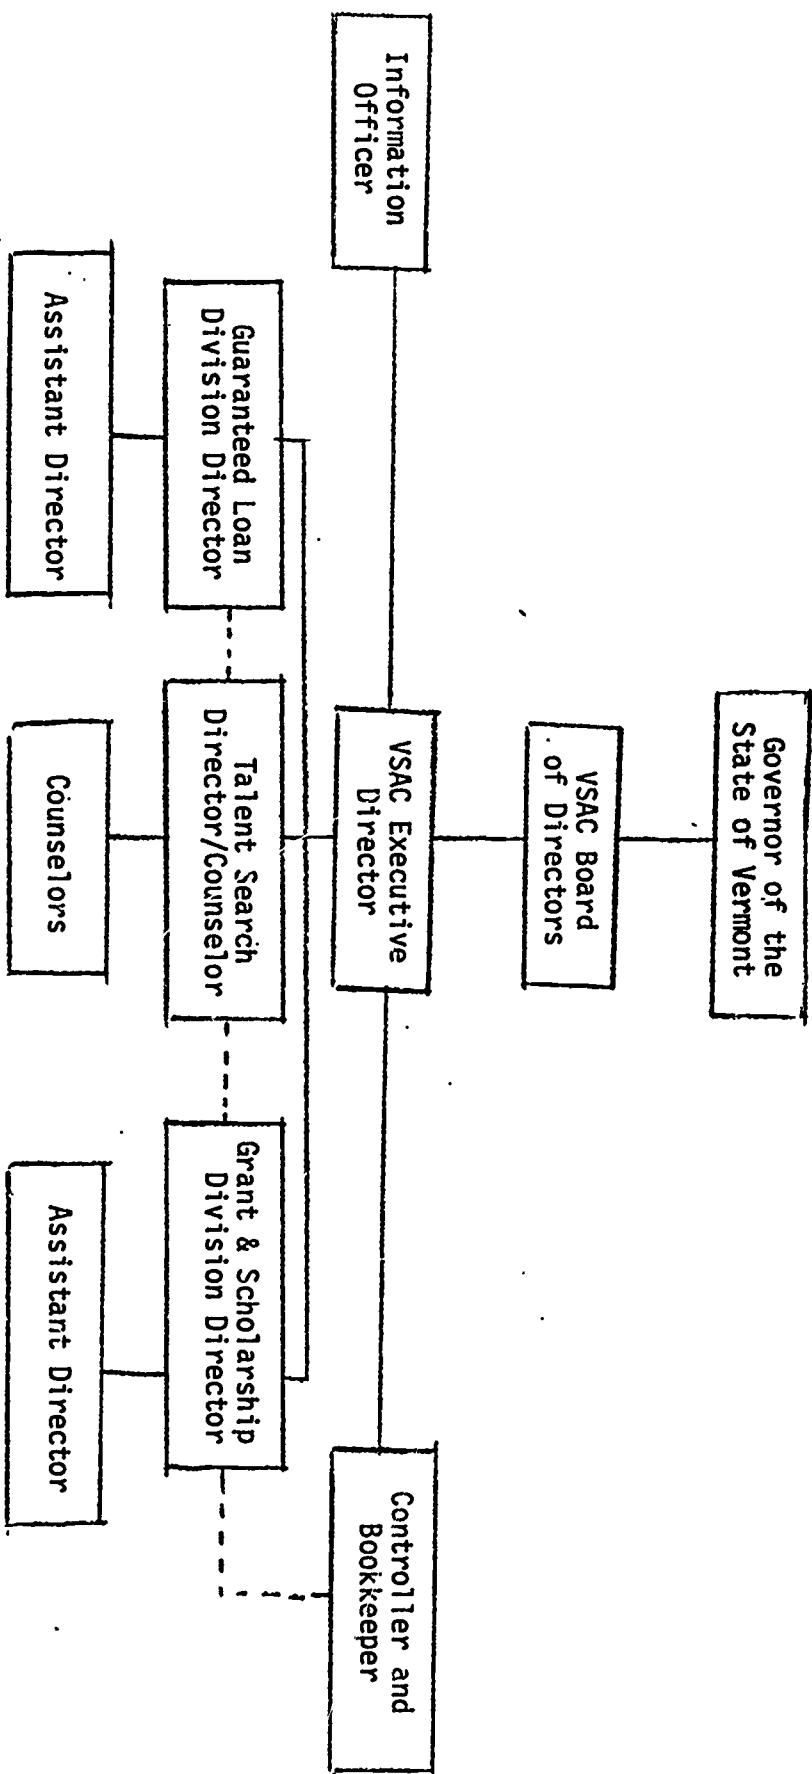 Governor of the
State of Vermont
VSAC Board
of Directors
Information
Officer
VSAC Executive
Director
Controller and
Bookkeeper
Guaranteed Loan
Division Director
Talent Search
Director/Counselor
Grant & Scholarship
Division Director
Assistant Director
Counselors
Assistant Director